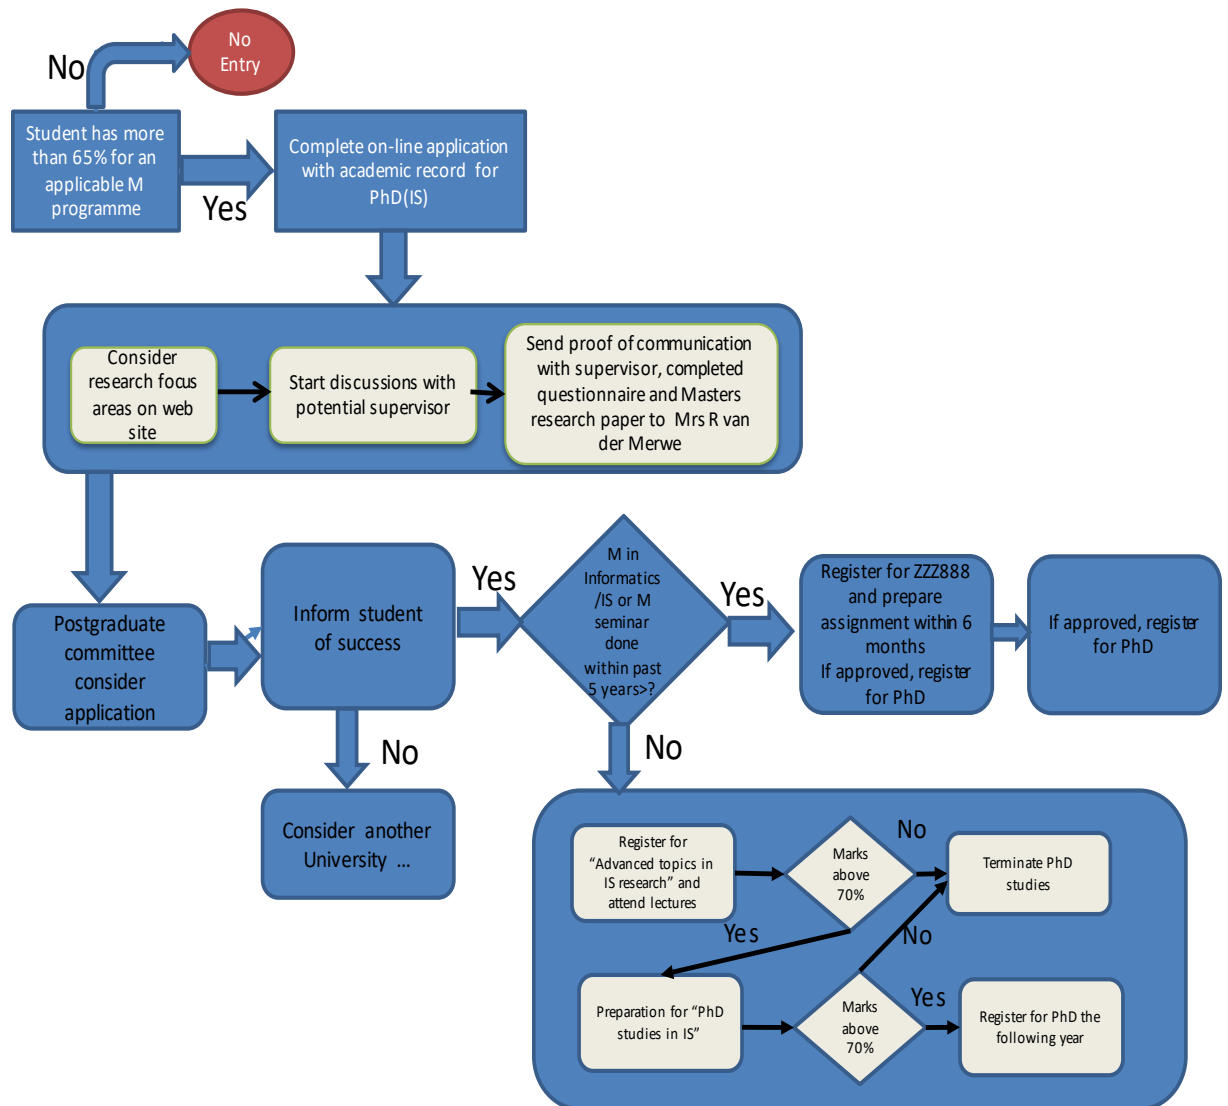 No
Entry
No
Student has more
than 65% for an
applicable M
programme
Yes
Complete on-line application
with academic record for
PhD(IS)
Consider
research focus
areas on web
site
Start discussions with
potential supervisor
Send proof of communication
with supervisor, completed
questionnaire and Masters
research paper to Mrs R van
der Merwe
Postgraduate
committee
consider
application
Inform student
of success
Yes
M in
Informatics
/IS or M
seminar
done
within past
5 years>?
Yes
Register for ZZZ888
and prepare
assignment within 6
months
If approved, register
for PhD
If approved, register
for PhD
No
Consider another
University ...
No
Register for
“Advanced topics in
IS research” and
attend lectures
Marks
above
70%
No
Terminate PhD
studies
Yes
No
Preparation for “PhD
studies in IS”
Marks
above
70%
Yes
Register for PhD the
following year